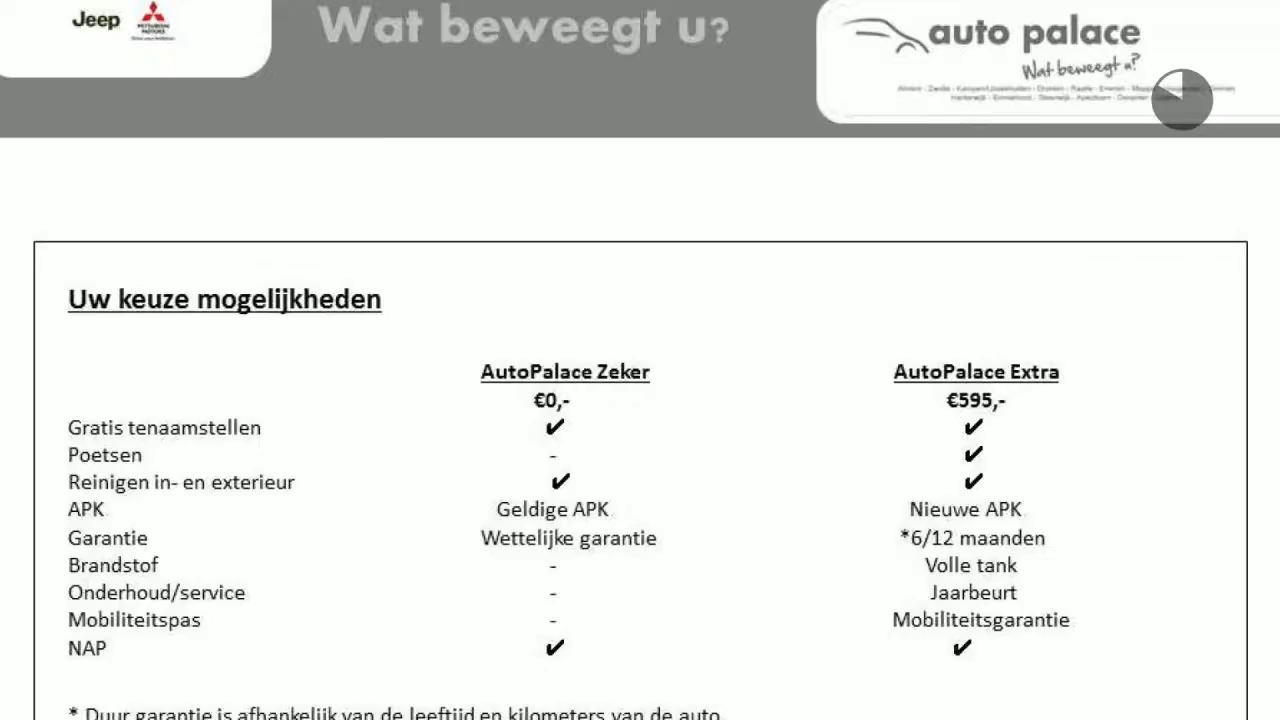 Jeep
MITSUBISHI
MOTORS
Wat beweegt u?
auto palace
Wat beweegt u?
Uw keuze mogelijkheden
AutoPalace Zeker AutoPalace Extra
€0,- €595,-
Gratis tenaamstellen ✔ ✔
Poetsen - ✔
Reinigen in- en exterieur ✔ ✔
APK Geldige APK Nieuwe APK
Garantie Wettelijke garantie *6/12 maanden
Brandstof - Volle tank
Onderhoud/service - Jaarbeurt
Mobiliteitspas - Mobiliteitsgarantie
NAP ✔ ✔
* Duur garantie is afhankelijk van de leeftijd en kilometers van de auto.